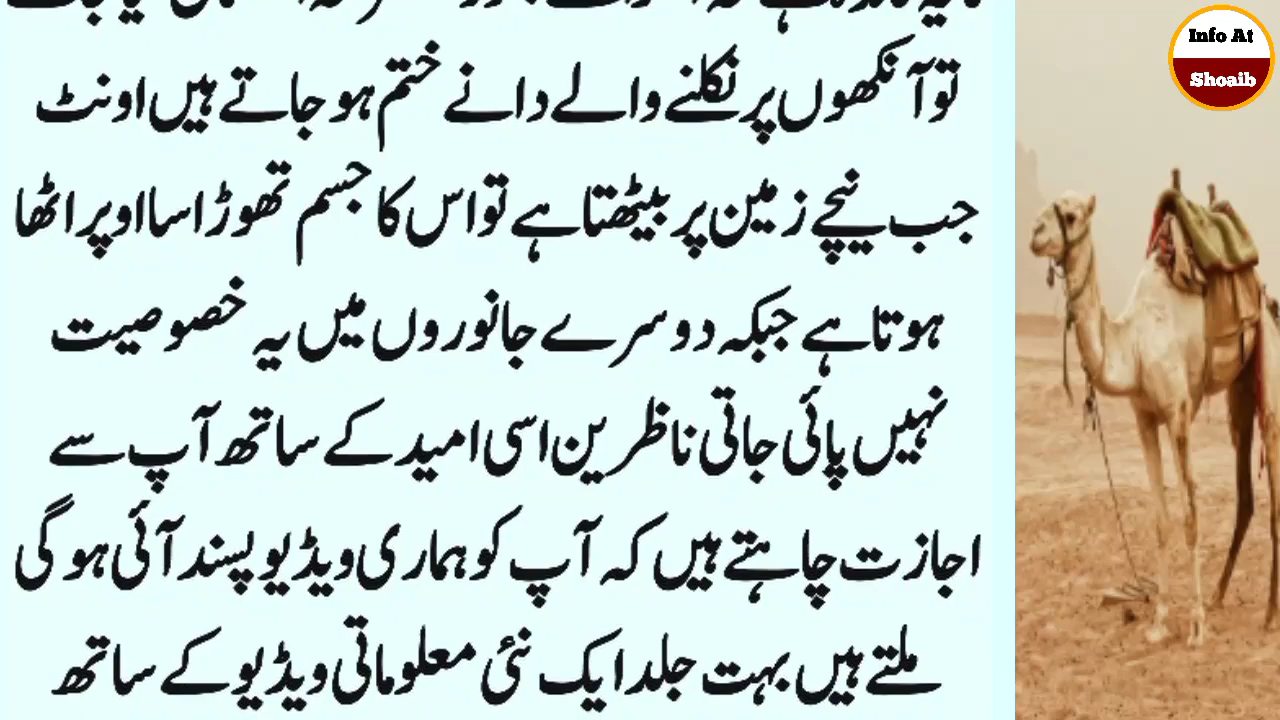 تو آنکھوں پر نکلنے والے دانے ختم ہو جاتے ہیں اونٹ
جب نیچے زمین پر بیٹھتا ہے تو اس کا جسم تھوڑا سا اوپر اٹھا
ہوتا ہے جبکہ دوسرے جانوروں میں یہ خصوصیت
نہیں پائی جاتی ناظرین اسی امید کے ساتھ آپ سے
اجازت چاہتے ہیں کہ آپ کو ہماری ویڈیو پسند آئی ہو گی
ملتے ہیں بہت جلد ایک نئی معلوماتی ویڈیو کے ساتھ
Info At
Shoaib